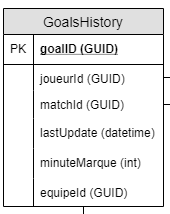 GoalsHistory
PK goalID (GUID)
joueurId (GUID)
matchId (GUID)
lastUpdate (datetime)
minuteMarque (int)
equipeId (GUID)